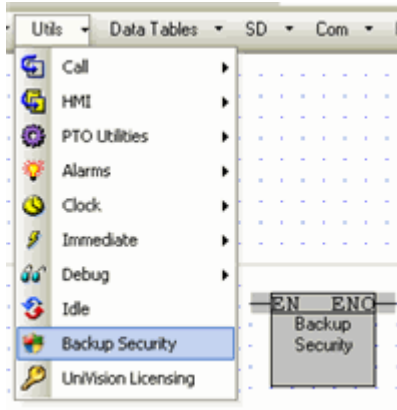 Utils Data Tables SD Com
Call
HMI
PTO Utilities
Alarms
Clock
Immediate
Debug
Idle
EN ENO
Backup
Security
Backup Security
UniVision Licensing